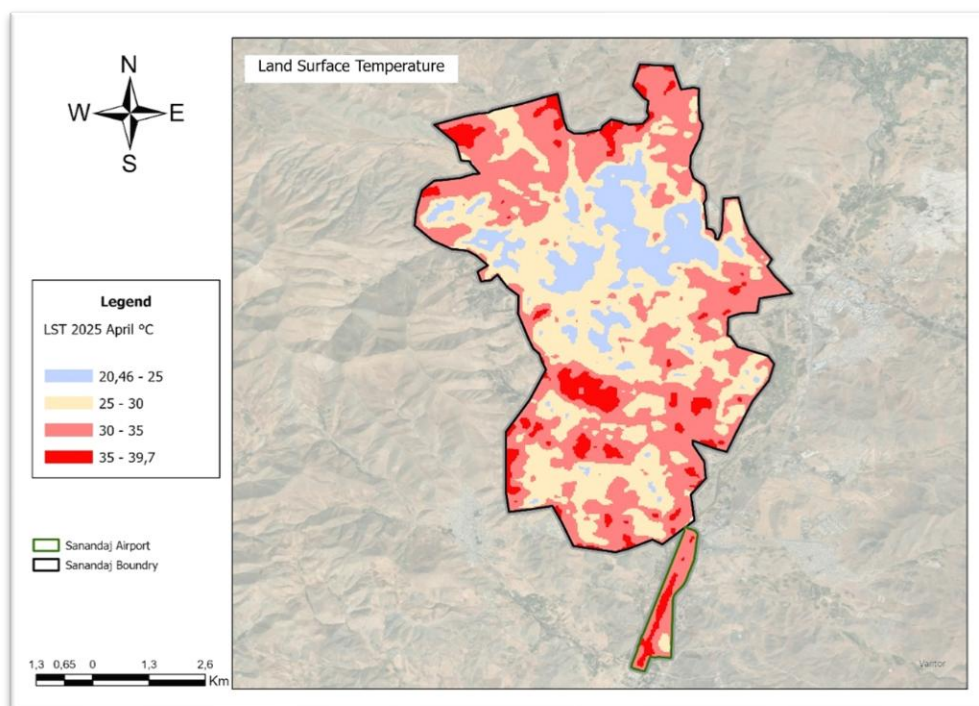 Land Surface Temperature
N
W E
S
Legend
LST 2025 April °C
20,46 - 25
25 - 30
30 - 35
35 - 39,7
Sanandaj Airport
Sanandaj Boundry
1,3 0,65 0 1,3 2,6
Km
Vantor